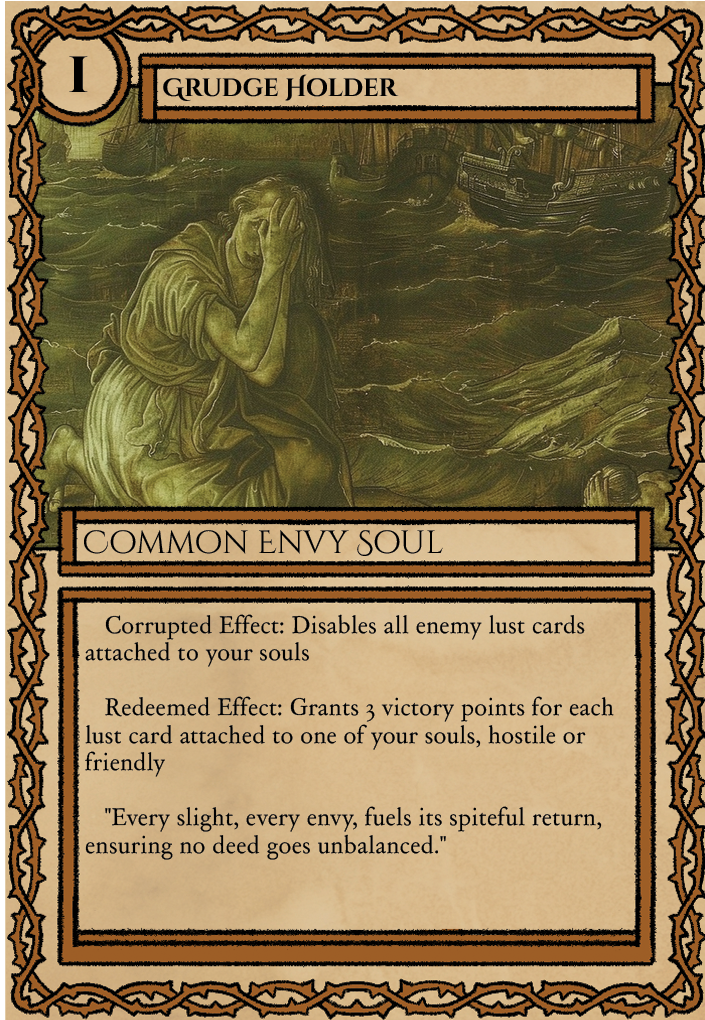 I
Grudge Holder
Common Envy Soul
Corrupted Effect: Disables all enemy lust cards
attached to your souls
Redeemed Effect: Grants 3 victory points for each
lust card attached to one of your souls, hostile or
friendly
"Every slight, every envy, fuels its spiteful return,
ensuring no deed goes unbalanced."